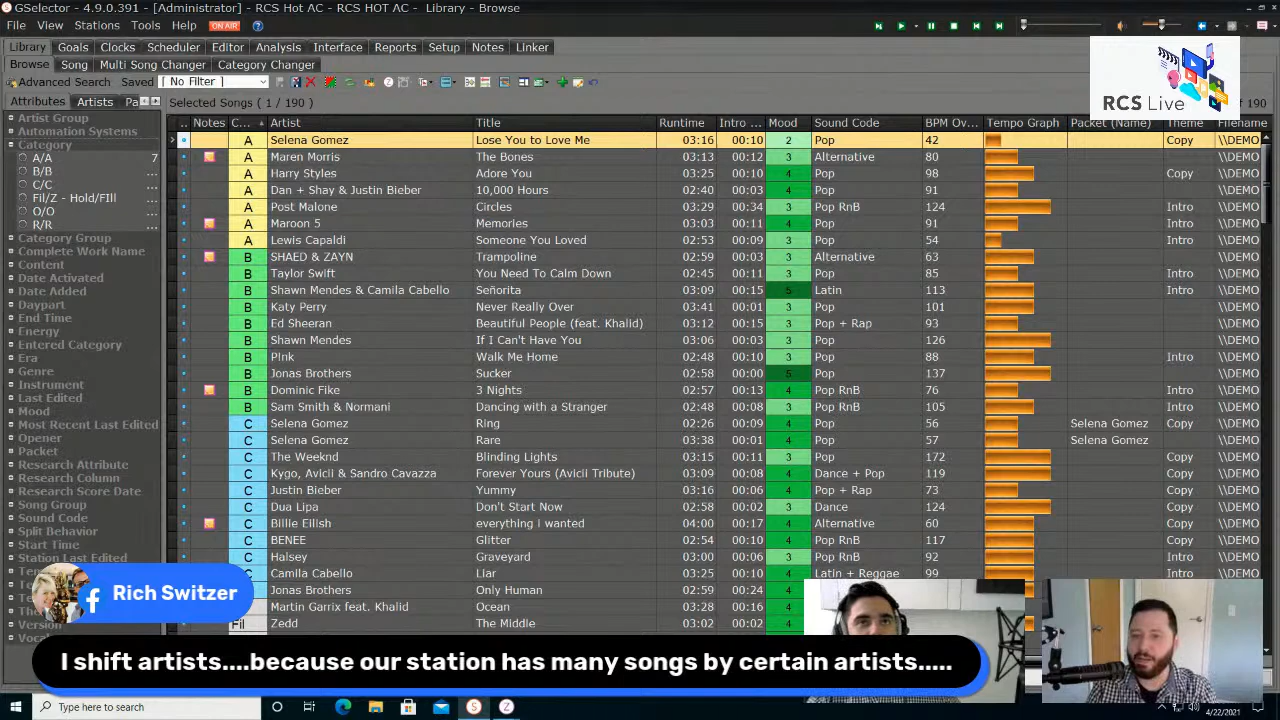 GSelector - 4.9.0.391 - [Administrator] - RCS Hot AC - RCS HOT AC - Library - Browse
File View Stations Tools Help ON AIR
Library Goals Clocks Scheduler Editor Analysis Interface Reports Setup Notes Linker
Browse Song Multi Song Changer Category Changer
Advanced Search Saved [ No Filter ]
RCS Live
Attributes Artists Pa Selected Songs ( 1 / 190 ) of 190
.. Notes C... Artist Title Runtime Intro ... Mood Sound Code BPM Ov... Tempo Graph Packet (Name) Theme Filename
Artist Group
Automation Systems
Category
A/A 7
B/B ...
C/C ...
Fil/Z - Hold/FIll ...
O/O ...
R/R ...
Category Group
Complete Work Name
Content
Date Activated
Date Added
Daypart
End Time
Energy
Entered Category
Era
Genre
Instrument
Last Edited
Mood
Most Recent Last Edited
Opener
Packet
Research Attribute
Research Column
Research Score Date
Song Group
Sound Code
Split Behavior
Start Time
Station Last Edited
Version
A Selena Gomez Lose You to Love Me 03:16 00:10 2 Pop 42 Copy \\DEMO
A Maren Morris The Bones 03:13 00:12 3 Alternative 80 \\DEMO
A Harry Styles Adore You 03:25 00:10 4 Pop 98 Copy \\DEMO
A Dan + Shay & Justin Bieber 10,000 Hours 02:40 00:03 4 Pop 91 \\DEMO
A Post Malone Circles 03:29 00:34 3 Pop RnB 124 Intro \\DEMO
A Maroon 5 Memories 03:03 00:11 4 Pop 91 Intro \\DEMO
A Lewis Capaldi Someone You Loved 02:53 00:09 3 Pop 54 Intro \\DEMO
B SHAED & ZAYN Trampoline 02:59 00:03 3 Alternative 63 \\DEMO
B Taylor Swift You Need To Calm Down 02:45 00:11 3 Pop 85 Intro \\DEMO
B Shawn Mendes & Camila Cabello Señorita 03:09 00:15 5 Latin 113 Intro \\DEMO
B Katy Perry Never Really Over 03:41 00:01 3 Pop 101 \\DEMO
B Ed Sheeran Beautiful People (feat. Khalid) 03:12 00:15 3 Pop + Rap 93 \\DEMO
B Shawn Mendes If I Can't Have You 03:06 00:03 3 Pop 126 \\DEMO
B P!nk Walk Me Home 02:48 00:10 3 Pop 88 Intro \\DEMO
B Jonas Brothers Sucker 02:58 00:00 5 Pop 137 \\DEMO
B Dominic Fike 3 Nights 02:57 00:13 4 Pop RnB 76 Intro \\DEMO
B Sam Smith & Normani Dancing with a Stranger 02:48 00:08 3 Pop RnB 105 Intro \\DEMO
C Selena Gomez Ring 02:26 00:09 4 Pop 56 Selena Gomez Copy \\DEMO
C Selena Gomez Rare 03:38 00:01 4 Pop 57 Selena Gomez \\DEMO
C The Weeknd Blinding Lights 03:15 00:11 3 Pop 172 Copy \\DEMO
C Kygo, Avicii & Sandro Cavazza Forever Yours (Avicii Tribute) 03:09 00:08 4 Dance + Pop 119 Copy \\DEMO
C Justin Bieber Yummy 03:16 00:06 4 Pop + Rap 73 Copy \\DEMO
C Dua Lipa Don't Start Now 02:58 00:02 3 Dance 124 Copy \\DEMO
C Billie Eilish everything i wanted 04:00 00:17 4 Alternative 60 Copy \\DEMO
C BENEE Glitter 02:54 00:10 4 Pop RnB 117 Copy \\DEMO
C Halsey Graveyard 03:00 00:06 3 Pop RnB 92 Intro \\DEMO
C Camilla Cabello Liar 03:25 00:10 4 Latin + Reggae 99 Intro \\DEMO
Jonas Brothers Only Human 02:59 00:24 4
Martin Garrix feat. Khalid Ocean 03:28 00:16 4
Fil Zedd The Middle 03:02 00:02 4
Rich Switzer
I shift artists....because our station has many songs by certain artists.....
Type here to search
4/22/2021